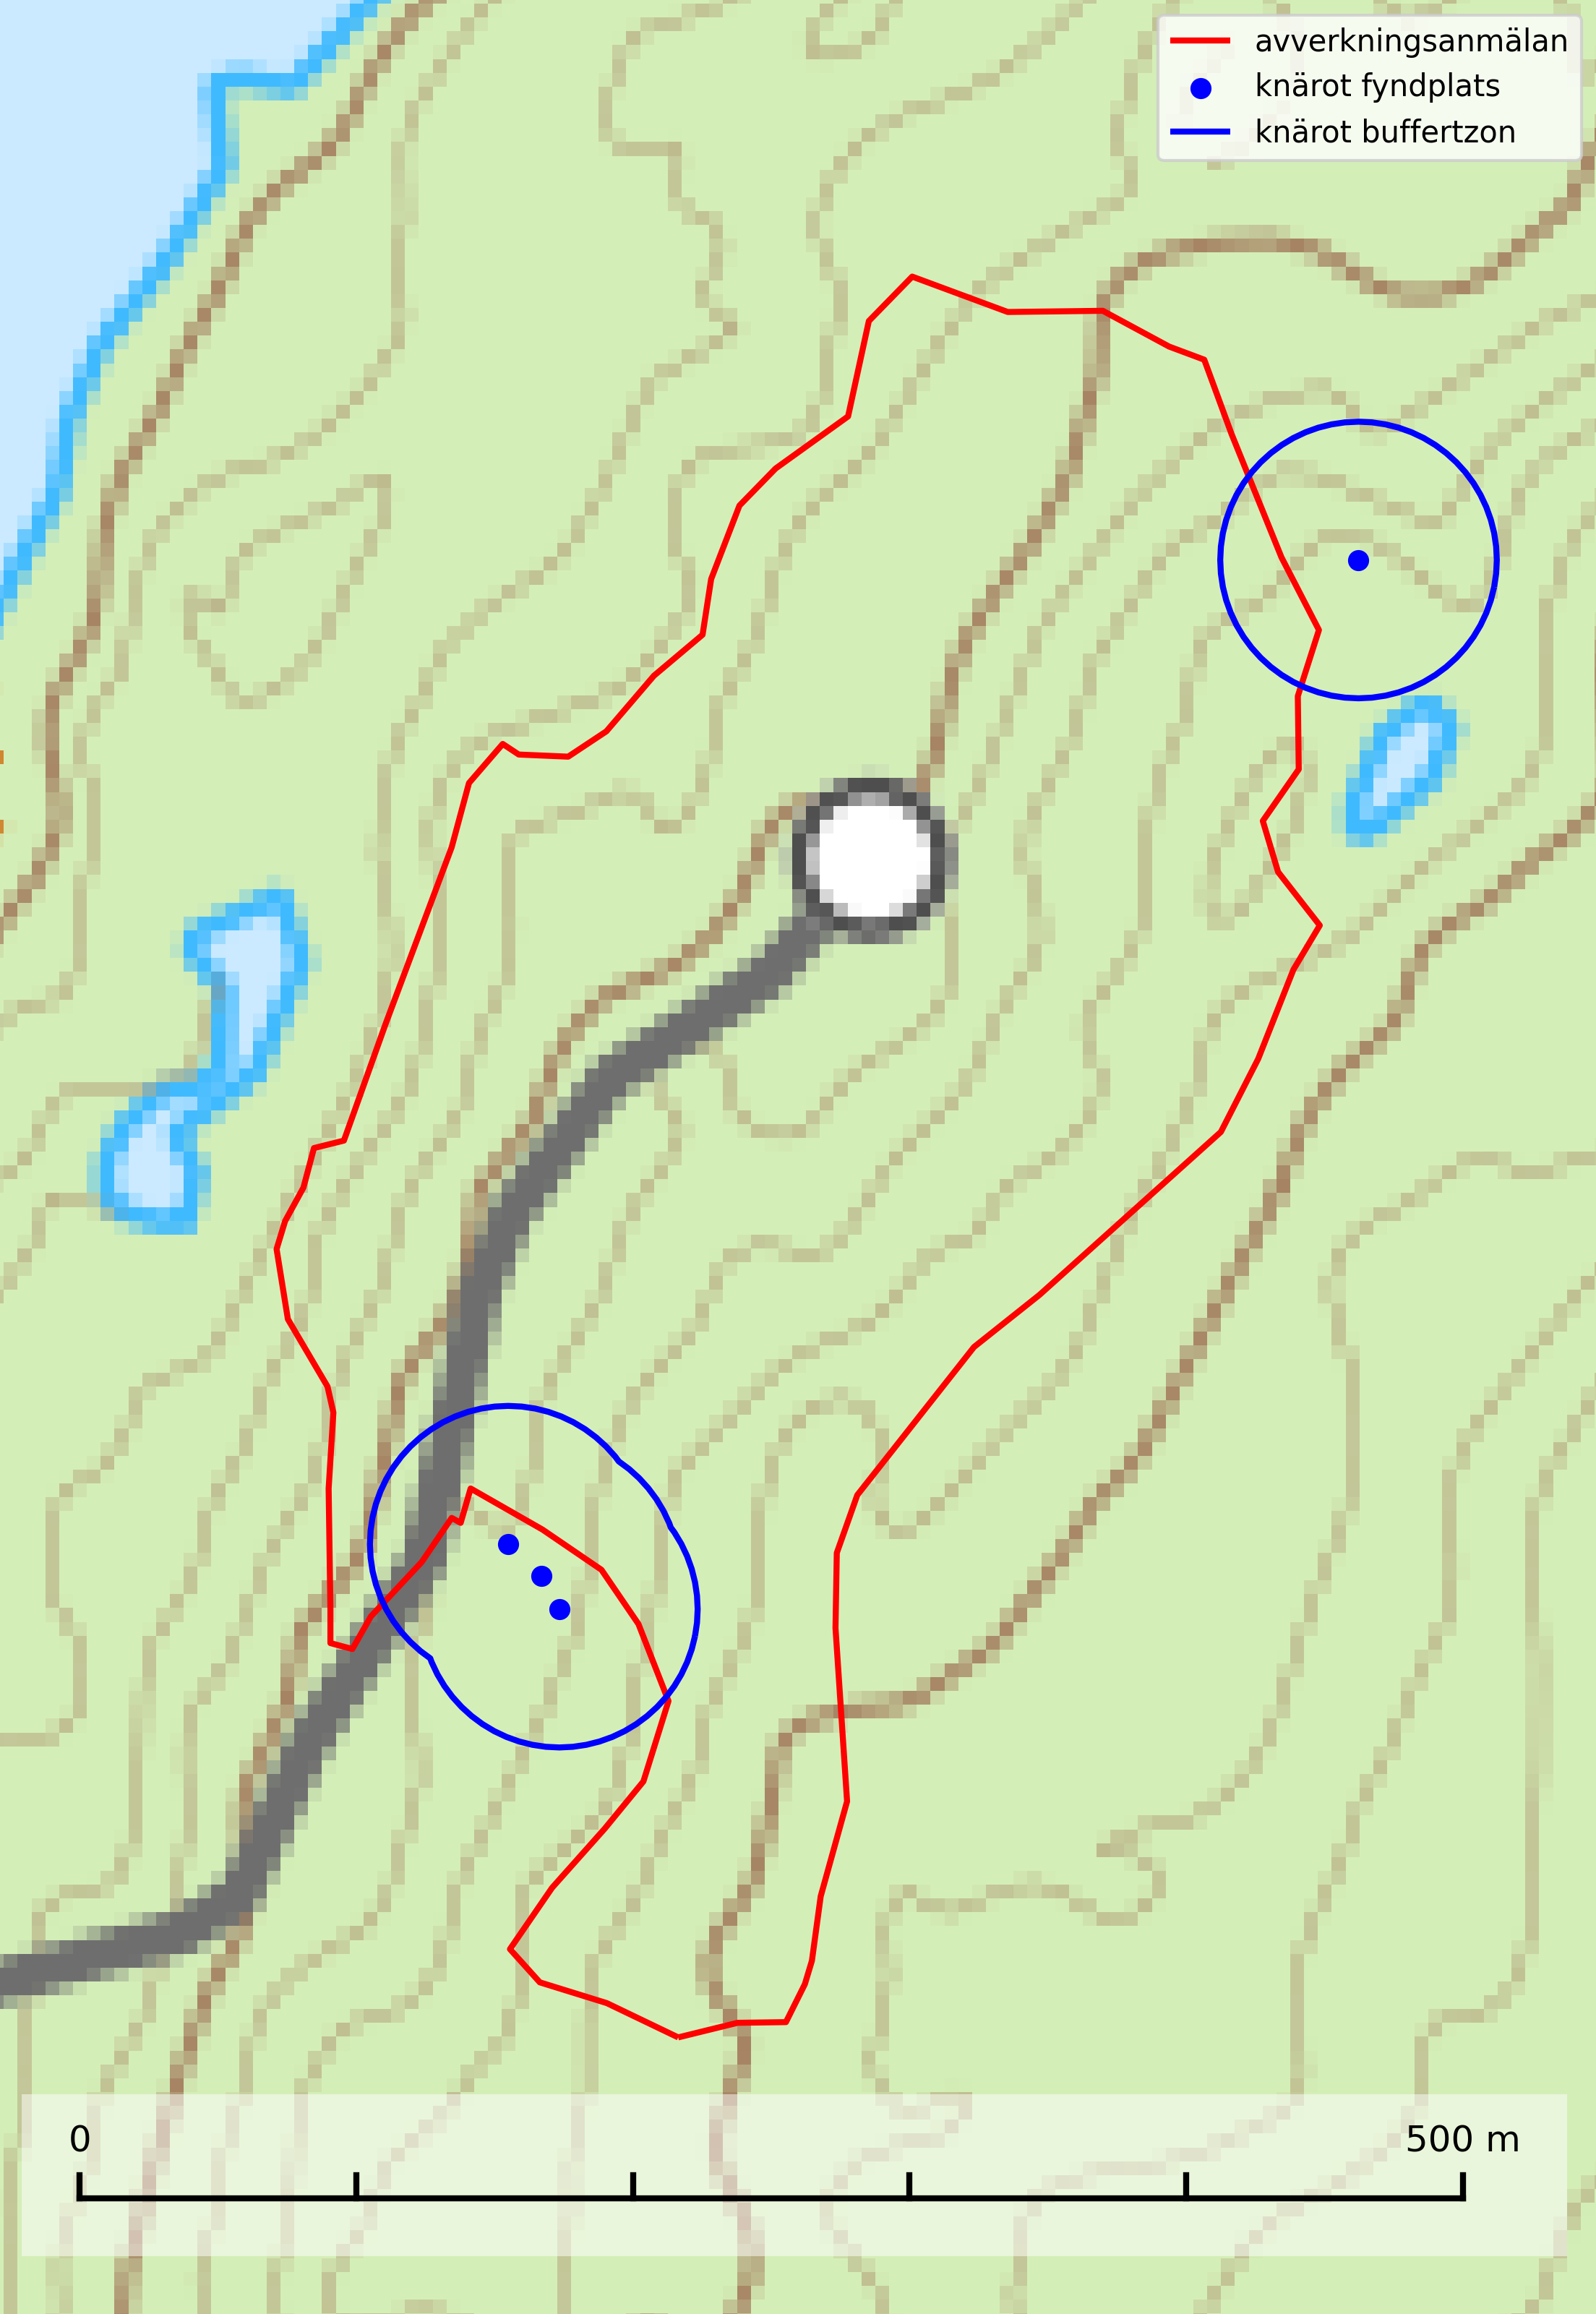 avverkningsanmälan
knärot fyndplats
knärot buffertzon
0
500 m